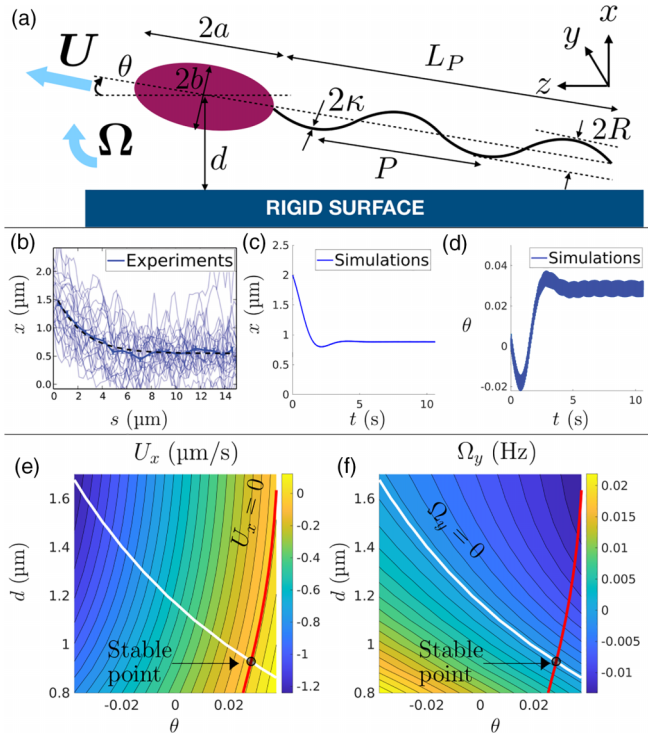 (a)
U
θ
2a
2b
Ω
d
L_P
2κ
P
2R
x
y
z
RIGID SURFACE
(b)
Experiments
x (µm)
2.0
1.5
1.0
0.5
0.0
0 2 4 6 8 10 12 14
s (µm)
(c)
Simulations
x (µm)
2.5
2
1.5
1
0.5
0
0 5 10
t (s)
(d)
Simulations
θ
0.04
0.02
0
-0.02
0 5 10
t (s)
(e)
U_x (µm/s)
d (µm)
1.6
1.4
1.2
1
0.8
U_x = 0
Stable
point
-0.02 0 0.02
θ
0
-0.2
-0.4
-0.6
-0.8
-1
-1.2
(f)
Ω_y (Hz)
d (µm)
1.6
1.4
1.2
1
0.8
Ω_y = 0
Stable
point
-0.02 0 0.02
θ
0.02
0.015
0.01
0.005
0
-0.005
-0.01